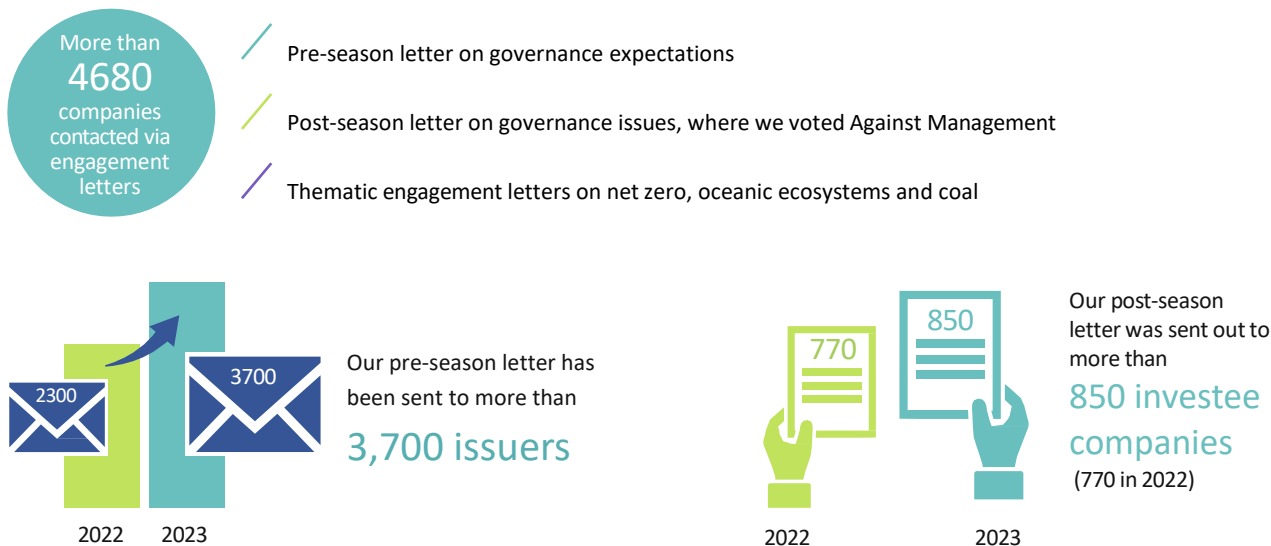 More than
4680
companies
contacted via
engagement
letters
Pre-season letter on governance expectations
Post-season letter on governance issues, where we voted Against Management
Thematic engagement letters on net zero, oceanic ecosystems and coal
2300
3700
2022
2023
Our pre-season letter has
been sent to more than
3,700 issuers
770
850
2022
2023
Our post-season
letter was sent out to
more than
850 investee
companies
(770 in 2022)